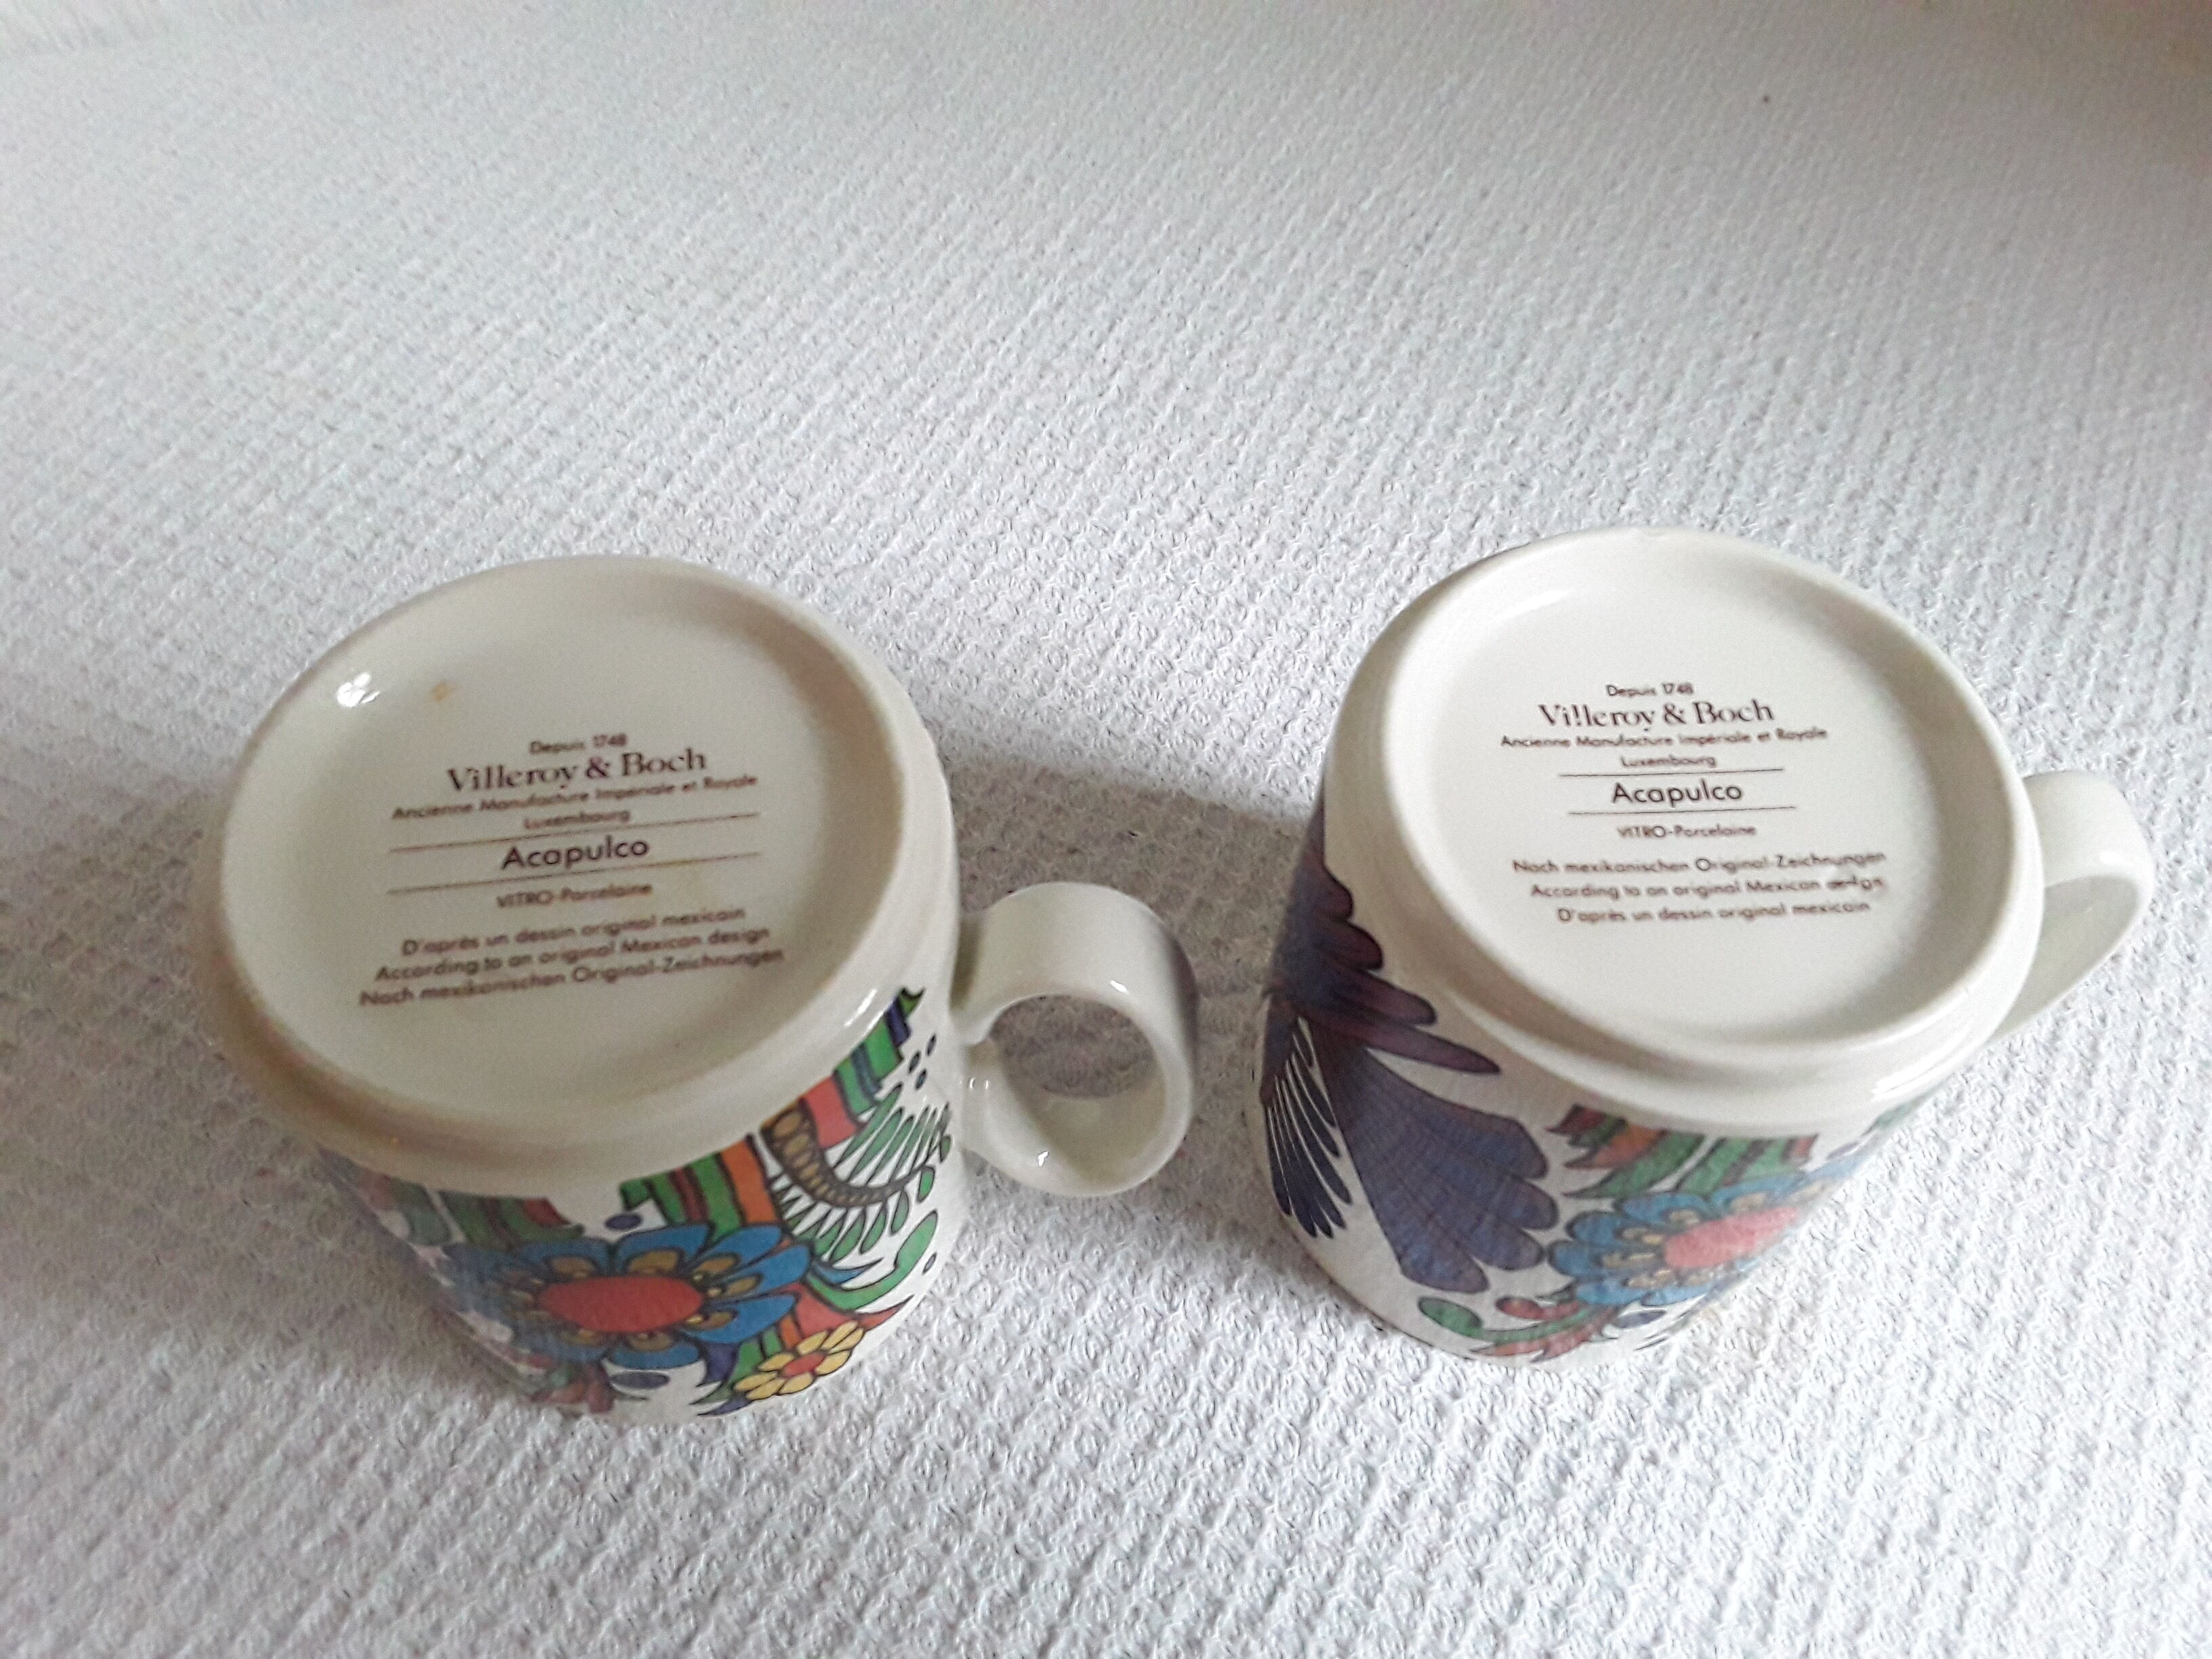 Depuis 1748
Villeroy & Boch
Ancienne Manufacture Impériale et Royale
Luxembourg
Acapulco
VITRO-Porcelaine
D'après un dessin original mexicain
According to an original Mexican design
Nach mexikanischen Original-Zeichnungen
Depuis 1748
Villeroy & Boch
Ancienne Manufacture Impériale et Royale
Luxembourg
Acapulco
VITRO-Porcelaine
Nach mexikanischen Original-Zeichnungen
According to an original Mexican
D'après un dessin original mexicain